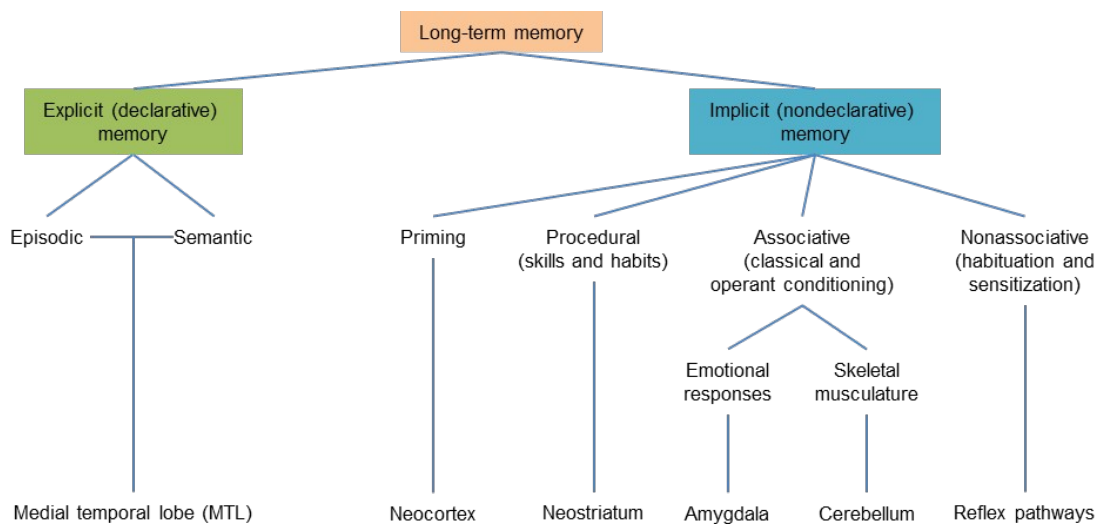 Long-term memory
Explicit (declarative)
memory
Implicit (nondeclarative)
memory
Episodic
Semantic
Priming
Procedural
(skills and habits)
Associative
(classical and
operant conditioning)
Nonassociative
(habituation and
sensitization)
Emotional
responses
Skeletal
musculature
Medial temporal lobe (MTL)
Neocortex
Neostriatum
Amygdala
Cerebellum
Reflex pathways